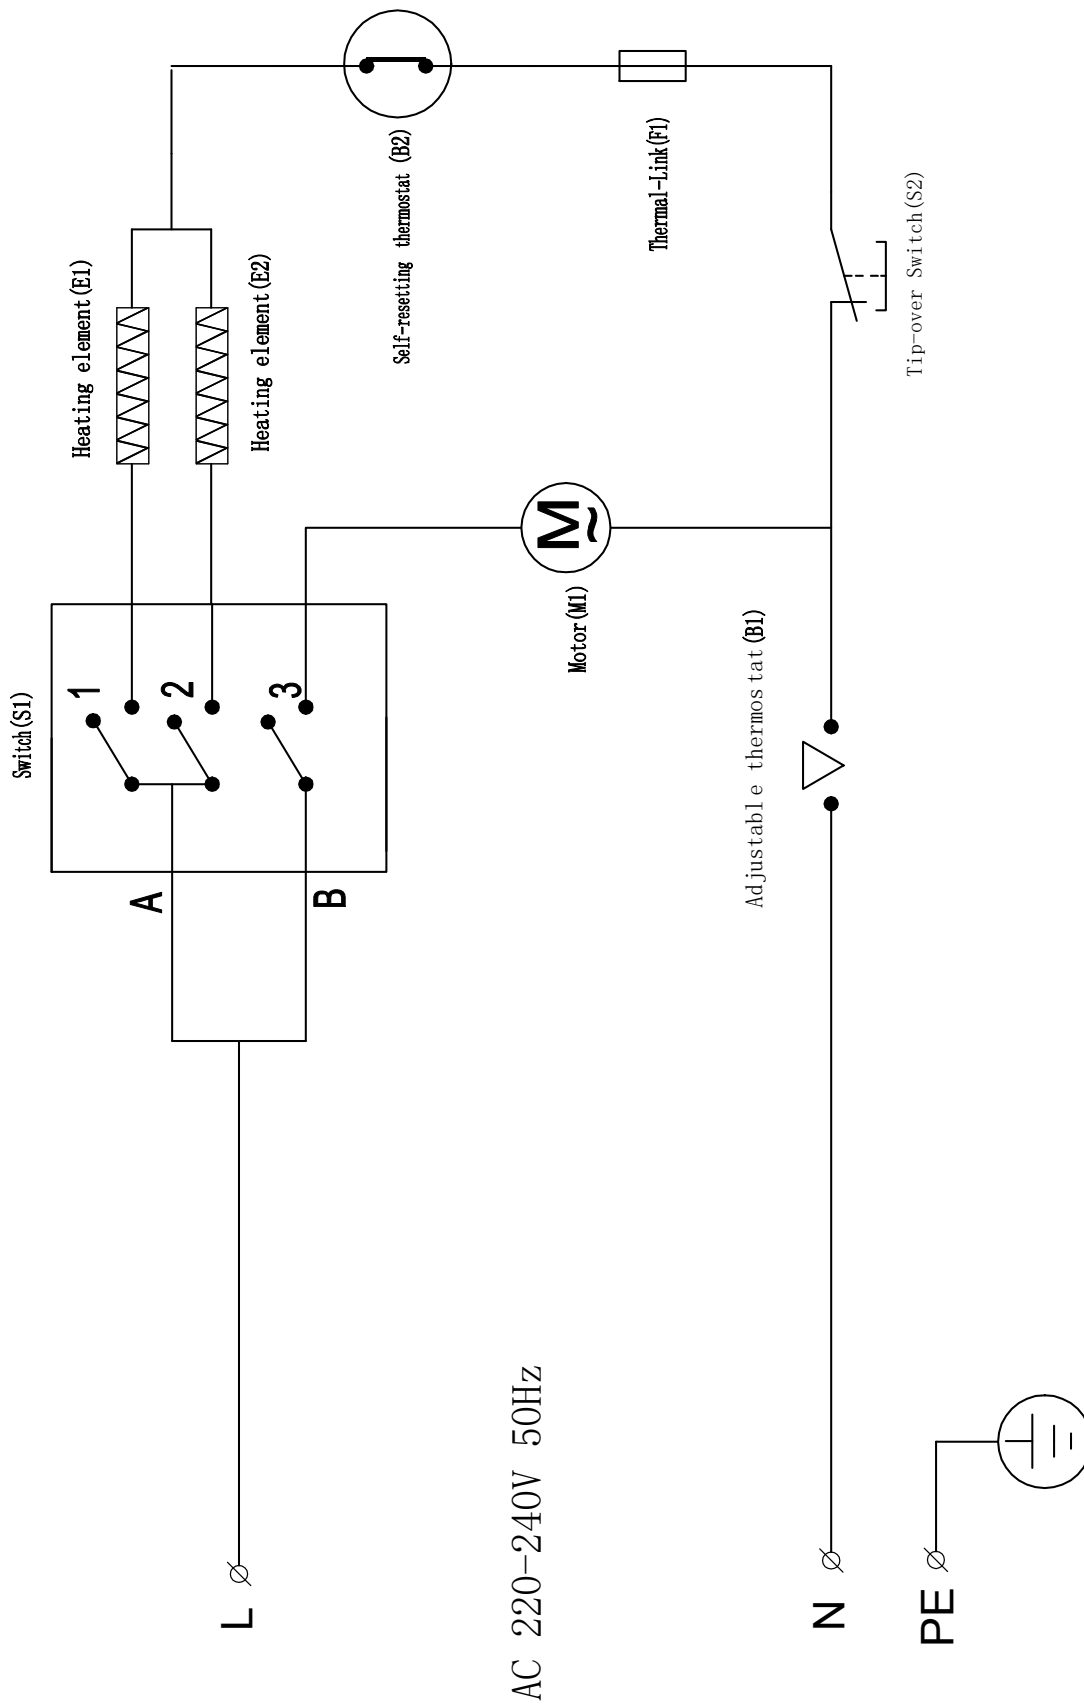 Switch(S1)
Heating element(E1)
1
A
2
Heating element(E2)
3
B
L
Self-resetting thermostat (B2)
AC 220-240V 50Hz
Motor(M1)
M
~
Thermal-Link(F1)
Adjustable thermostat(B1)
N
Tip-over Switch(S2)
PE